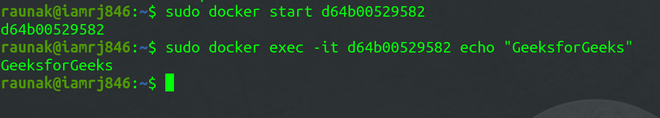 raunak@iamrj846:~$ sudo docker start d64b00529582
d64b00529582
raunak@iamrj846:~$ sudo docker exec -it d64b00529582 echo "GeeksforGeeks"
GeeksforGeeks
raunak@iamrj846:~$